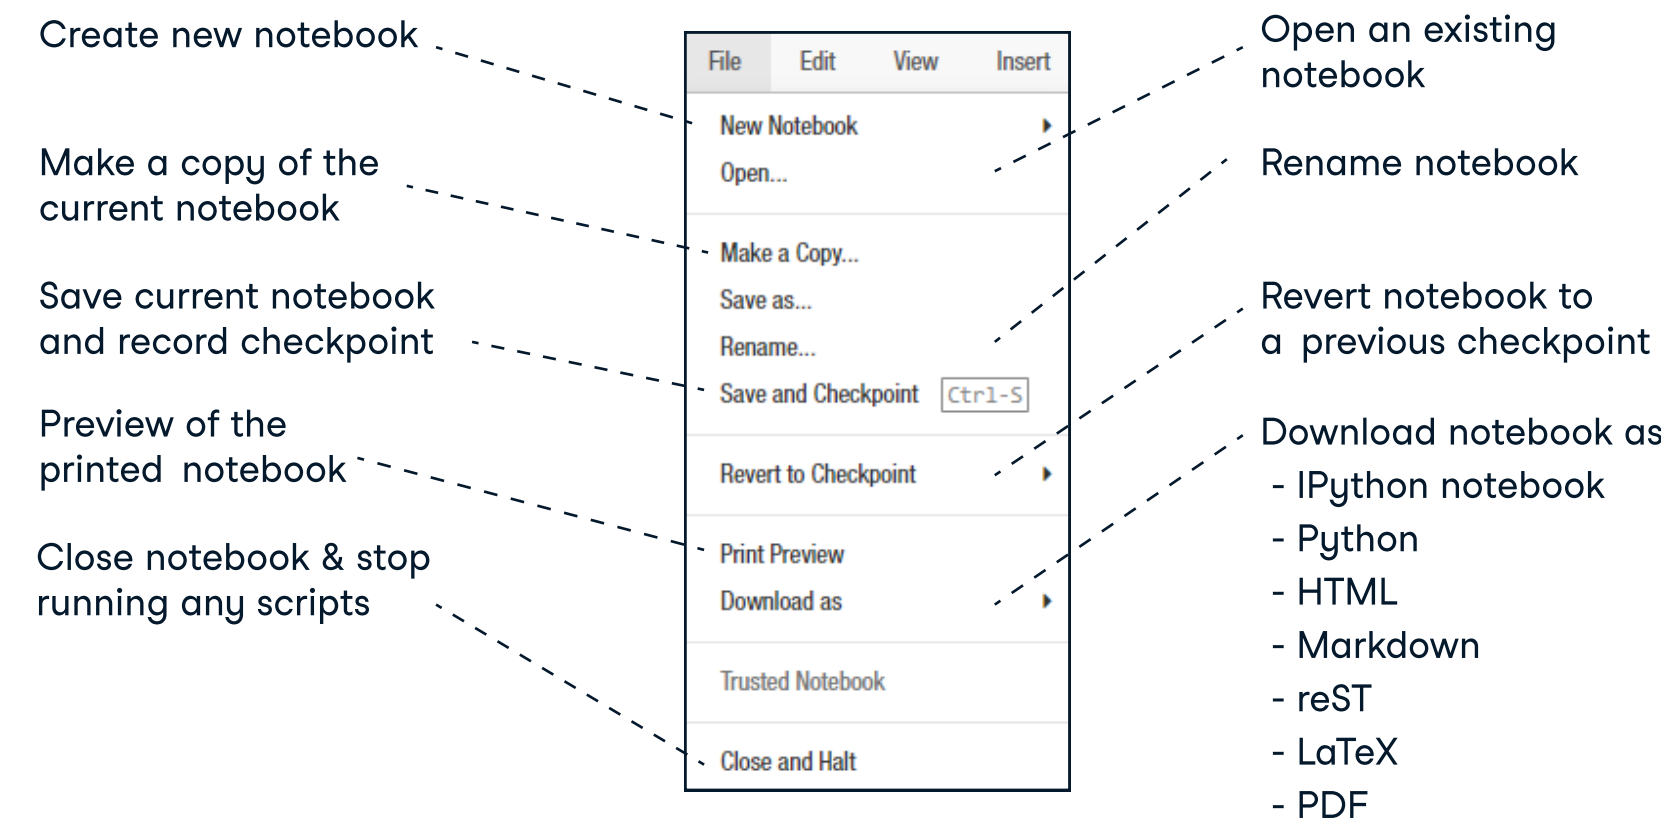 Create new notebook
Make a copy of the
current notebook
Save current notebook
and record checkpoint
Preview of the
printed notebook
Close notebook & stop
running any scripts
File Edit View Insert
New Notebook
Open...
Make a Copy...
Save as...
Rename...
Save and Checkpoint Ctrl-S
Revert to Checkpoint
Print Preview
Download as
Trusted Notebook
Close and Halt
Open an existing
notebook
Rename notebook
Revert notebook to
a previous checkpoint
Download notebook as
- IPython notebook
- Python
- HTML
- Markdown
- reST
- LaTeX
- PDF